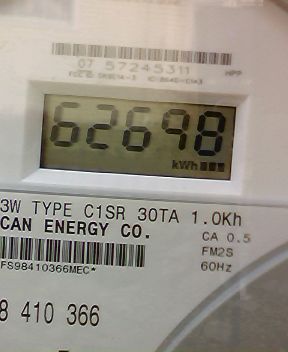 07 57245311 HPP
62698
kWh
3W TYPE C1SR 30TA 1.0Kh
CAN ENERGY CO. CA 0.5
FM2S
FS98410366MEC* 60Hz
8 410 366